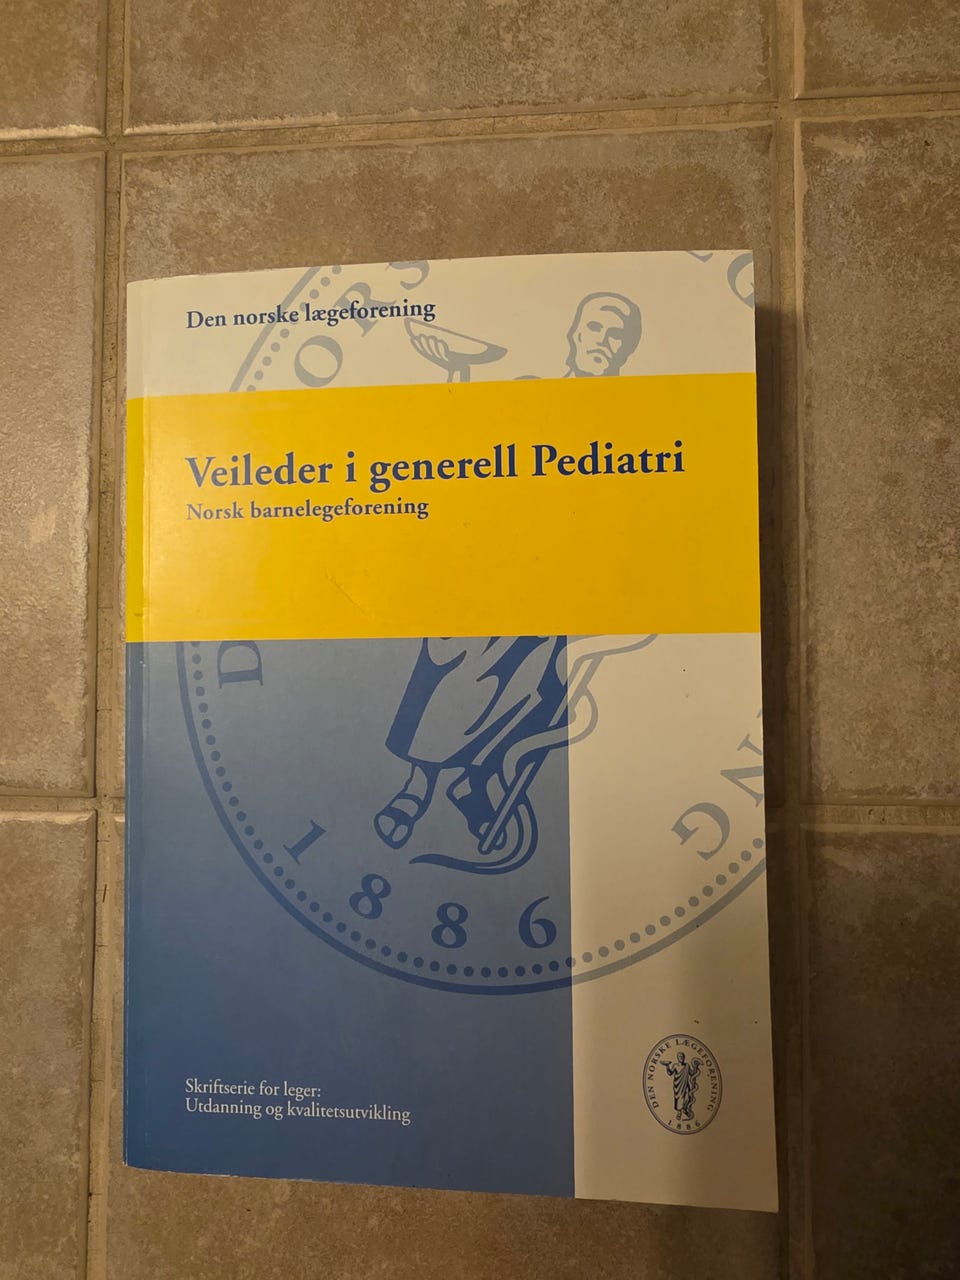 Den norske lægeforening
Veileder i generell Pediatri
Norsk barnelegeforening
1886
Skriftserie for leger:
Utdanning og kvalitetsutvikling
DEN NORSKE LÆGEFORENING
1886